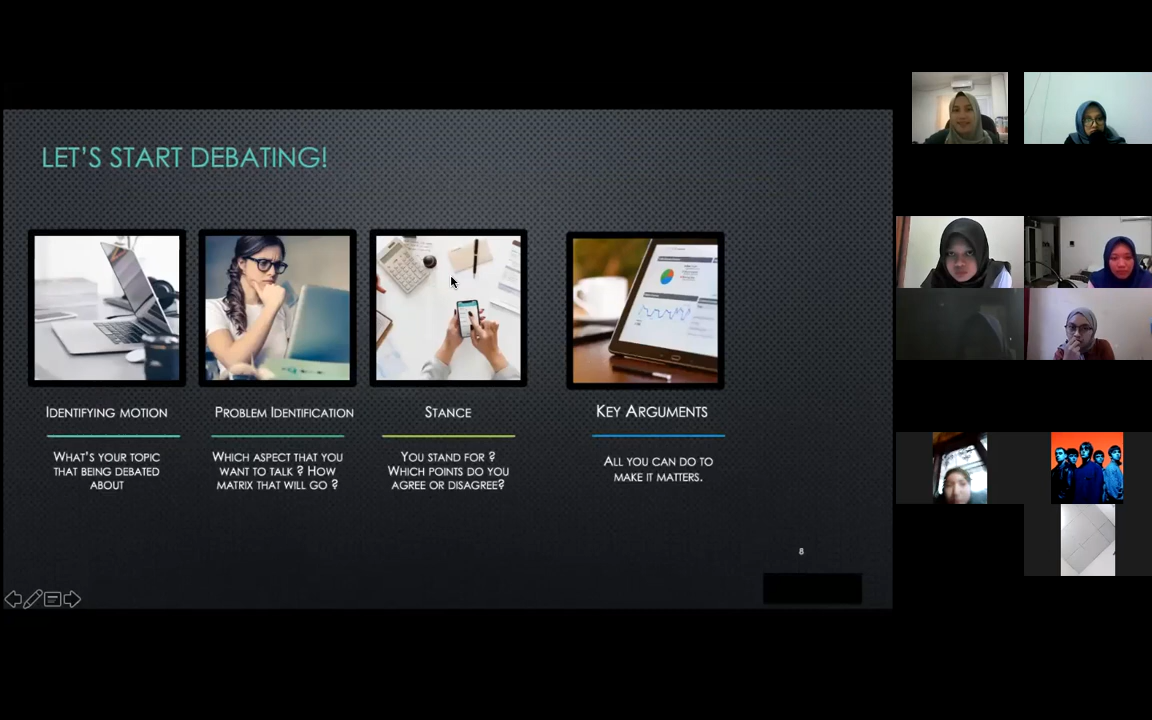 LET'S START DEBATING!
IDENTIFYING MOTION
WHAT'S YOUR TOPIC
THAT BEING DEBATED
ABOUT
PROBLEM IDENTIFICATION
WHICH ASPECT THAT YOU
WANT TO TALK ? HOW
MATRIX THAT WILL GO ?
STANCE
YOU STAND FOR ?
WHICH POINTS DO YOU
AGREE OR DISAGREE?
KEY ARGUMENTS
ALL YOU CAN DO TO
MAKE IT MATTERS.
8